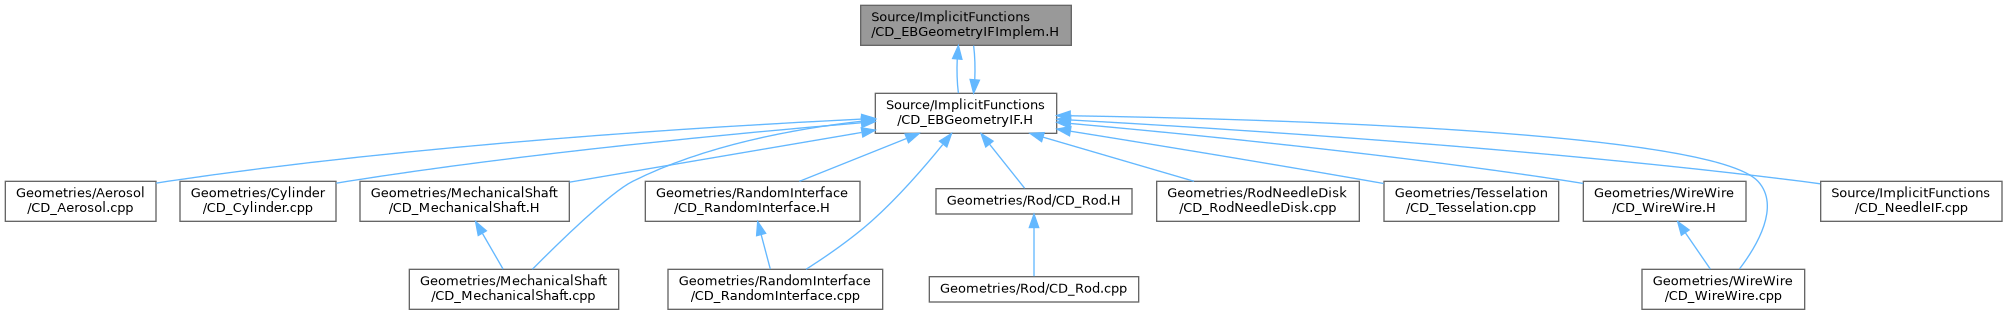 Source/ImplicitFunctions
/CD_EBGeometryIFImplem.H
Source/ImplicitFunctions
/CD_EBGeometryIF.H
Geometries/Aerosol
/CD_Aerosol.cpp
Geometries/Cylinder
/CD_Cylinder.cpp
Geometries/MechanicalShaft
/CD_MechanicalShaft.H
Geometries/RandomInterface
/CD_RandomInterface.H
Geometries/Rod/CD_Rod.H
Geometries/RodNeedleDisk
/CD_RodNeedleDisk.cpp
Geometries/Tesselation
/CD_Tesselation.cpp
Geometries/WireWire
/CD_WireWire.H
Source/ImplicitFunctions
/CD_NeedleIF.cpp
Geometries/MechanicalShaft
/CD_MechanicalShaft.cpp
Geometries/RandomInterface
/CD_RandomInterface.cpp
Geometries/Rod/CD_Rod.cpp
Geometries/WireWire
/CD_WireWire.cpp